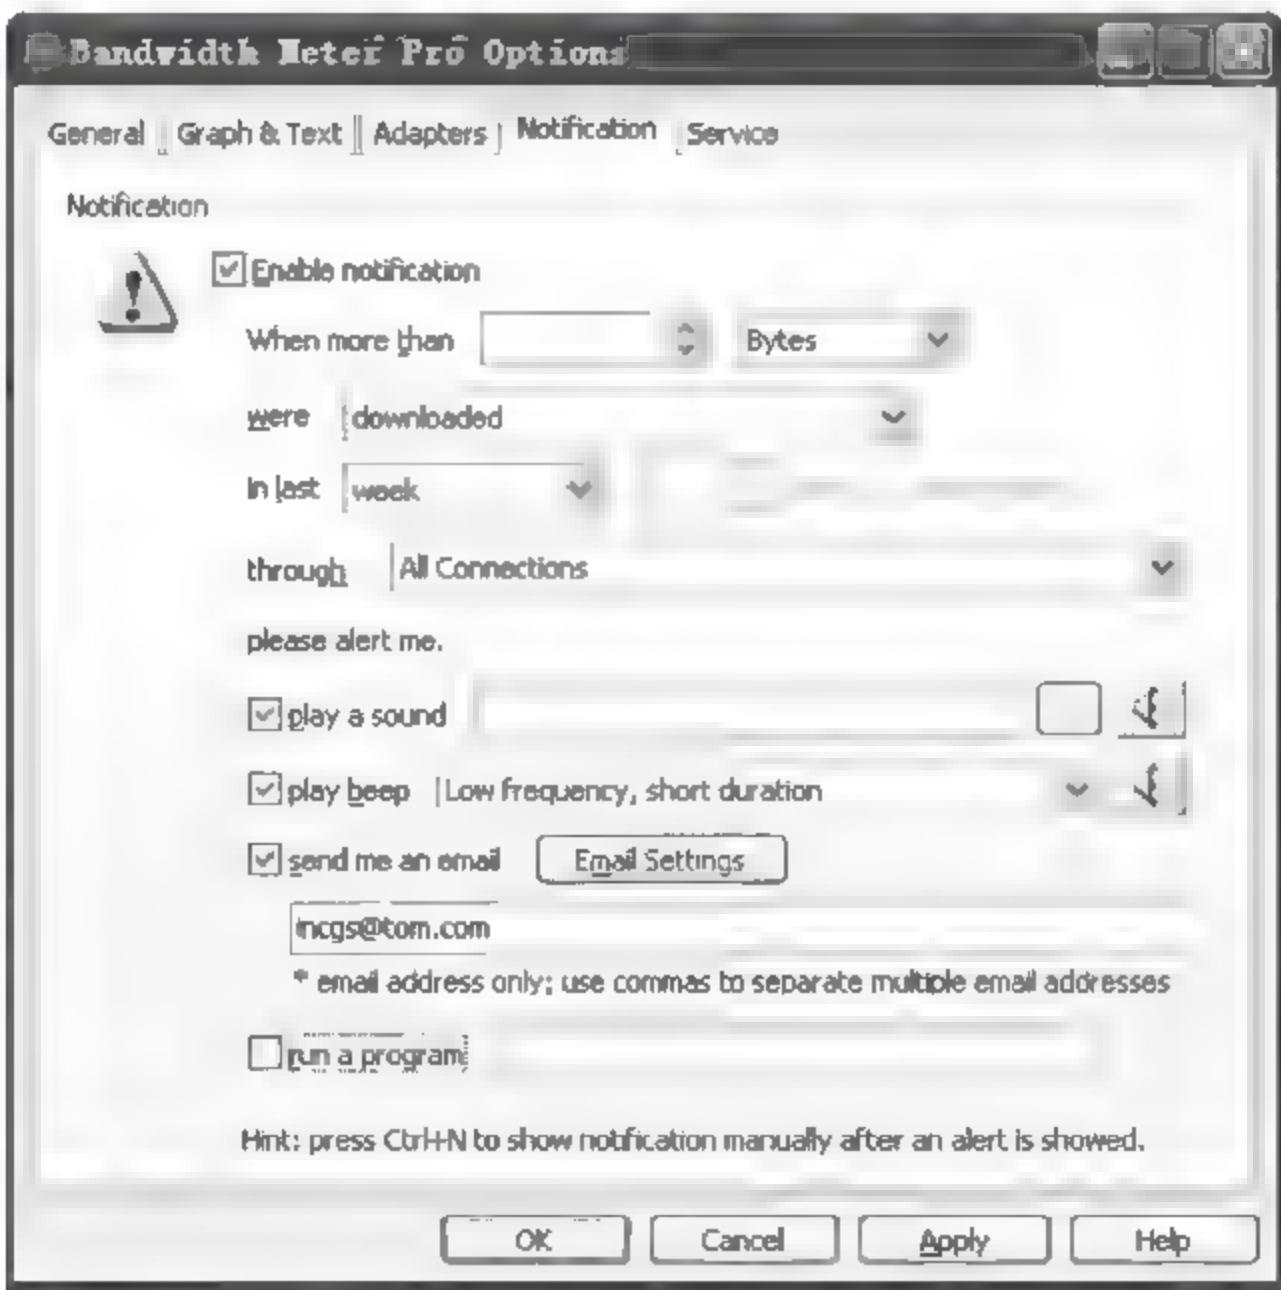 Bandwidth Meter Pro Options
General Graph & Text Adapters Notification Service
Notification
Enable notification
When more than Bytes
were downloaded
in last week
through All Connections
please alert me.
play a sound
play beep Low frequency, short duration
send me an email Email Settings
mcgs@tom.com
* email address only; use commas to separate multiple email addresses
run a program
Hint: press Ctrl+N to show notification manually after an alert is showed.
OK Cancel Apply Help